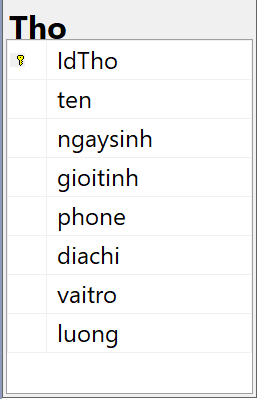 Tho
IdTho
ten
ngaysinh
gioitinh
phone
diachi
vaitro
luong